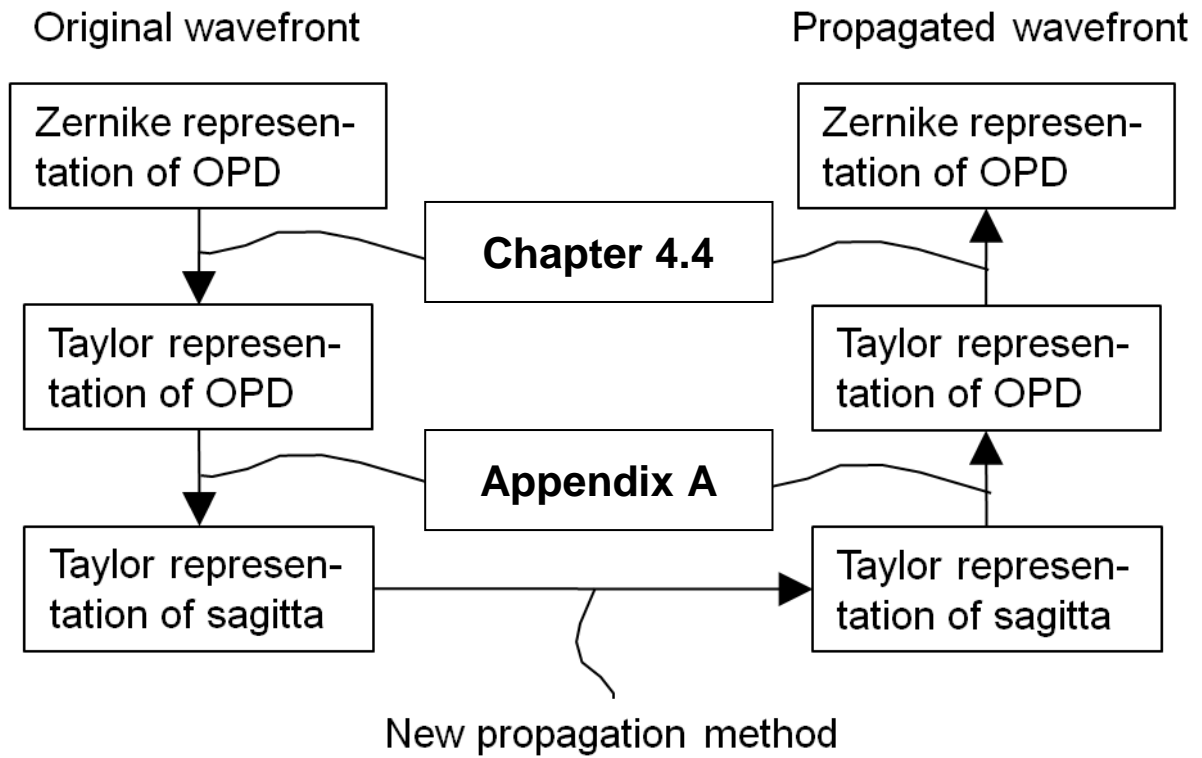 Original wavefront
Propagated wavefront
Zernike represen-
tation of OPD
Zernike represen-
tation of OPD
Chapter 4.4
Taylor represen-
tation of OPD
Taylor represen-
tation of OPD
Appendix A
Taylor represen-
tation of sagitta
Taylor represen-
tation of sagitta
New propagation method